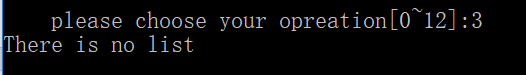 please choose your opreation[0~12]:3
There is no list